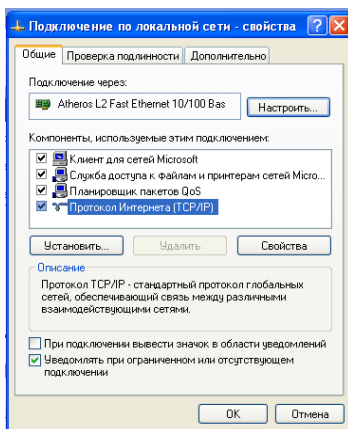 Подключение по локальной сети - свойства
Общие Проверка подлинности Дополнительно
Подключение через:
Atheros L2 Fast Ethernet 10/100 Bas Настроить...
Компоненты, используемые этим подключением:
Клиент для сетей Microsoft
Служба доступа к файлам и принтерам сетей Micro...
Планировщик пакетов QoS
Протокол Интернета (TCP/IP)
Установить... Удалить Свойства
Описание
Протокол TCP/IP - стандартный протокол глобальных
сетей, обеспечивающий связь между различными
взаимодействующими сетями.
При подключении вывести значок в области уведомлений
Уведомлять при ограниченном или отсутствующем
подключении
OK Отмена